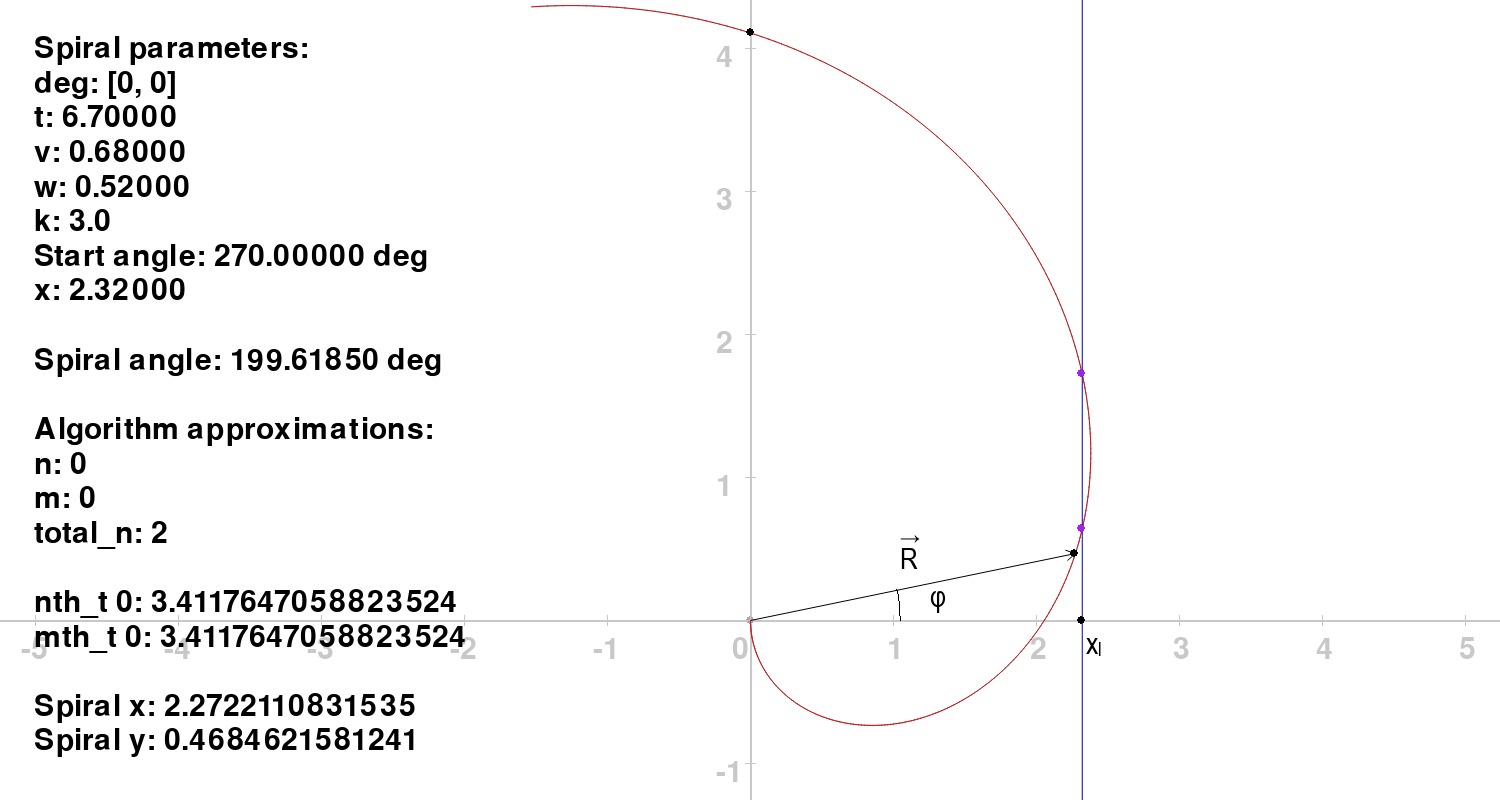 Spiral parameters:
deg: [0, 0]
t: 6.70000
v: 0.68000
w: 0.52000
k: 3.0
Start angle: 270.00000 deg
x: 2.32000
Spiral angle: 199.61850 deg
Algorithm approximations:
n: 0
m: 0
total_n: 2
nth_t 0: 3.4117647058823524
mth_t 0: 3.4117647058823524
Spiral x: 2.2722110831535
Spiral y: 0.4684621581241
4
3
2
1
-1
-5
-4
-3
-2
-1
0
1
2
3
4
5
R
φ
xₗ